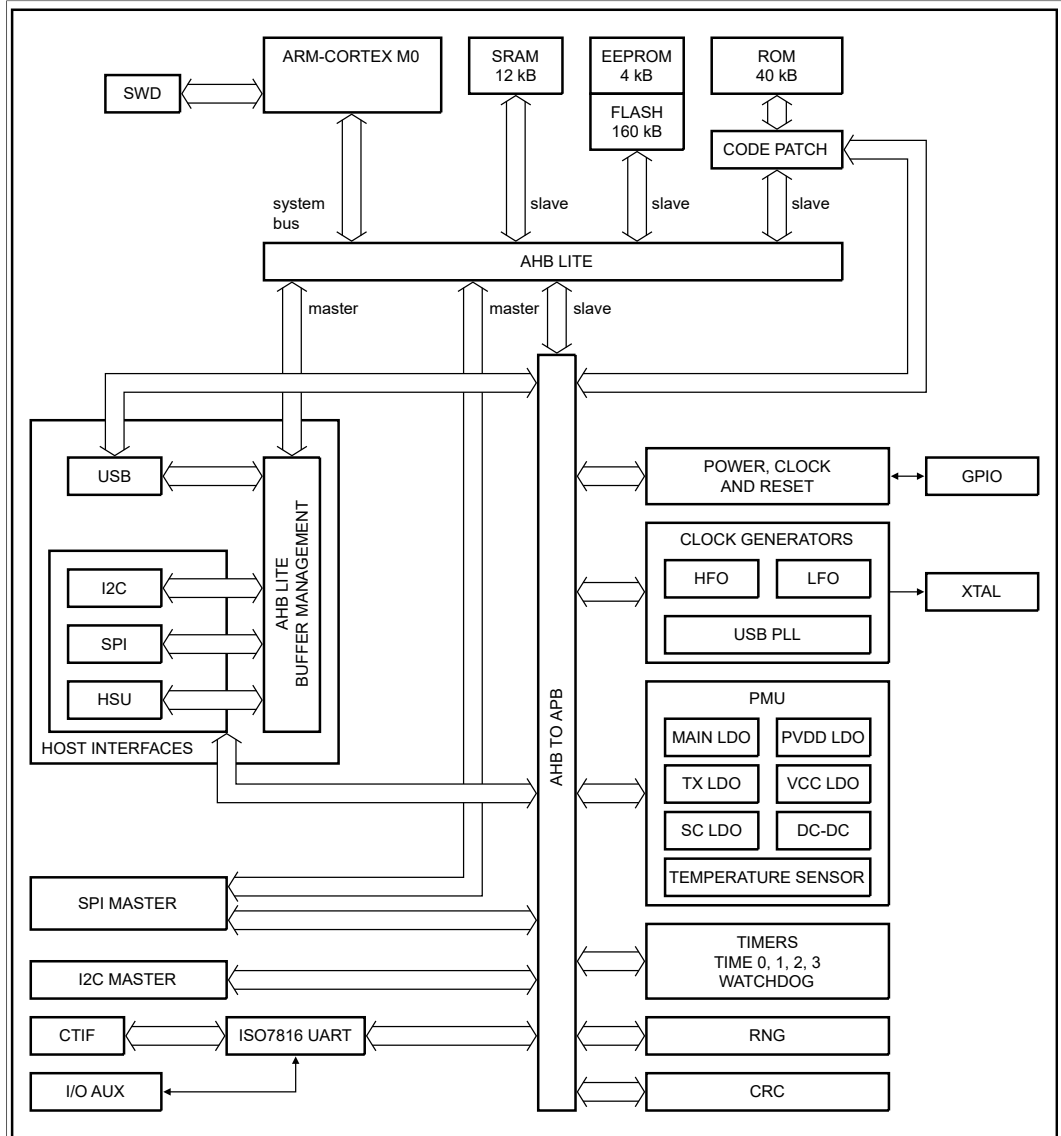 ARM-CORTEX M0
SWD
SRAM
12 kB
EEPROM
4 kB
FLASH
160 kB
ROM
40 kB
CODE PATCH
system
bus
slave
slave
slave
AHB LITE
master
master
slave
USB
I2C
SPI
HSU
AHB LITE
BUFFER MANAGEMENT
HOST INTERFACES
AHB TO APB
POWER, CLOCK
AND RESET
GPIO
CLOCK GENERATORS
HFO
LFO
USB PLL
XTAL
PMU
MAIN LDO
PVDD LDO
TX LDO
VCC LDO
SC LDO
DC-DC
TEMPERATURE SENSOR
SPI MASTER
I2C MASTER
TIMERS
TIME 0, 1, 2, 3
WATCHDOG
CTIF
ISO7816 UART
RNG
I/O AUX
CRC